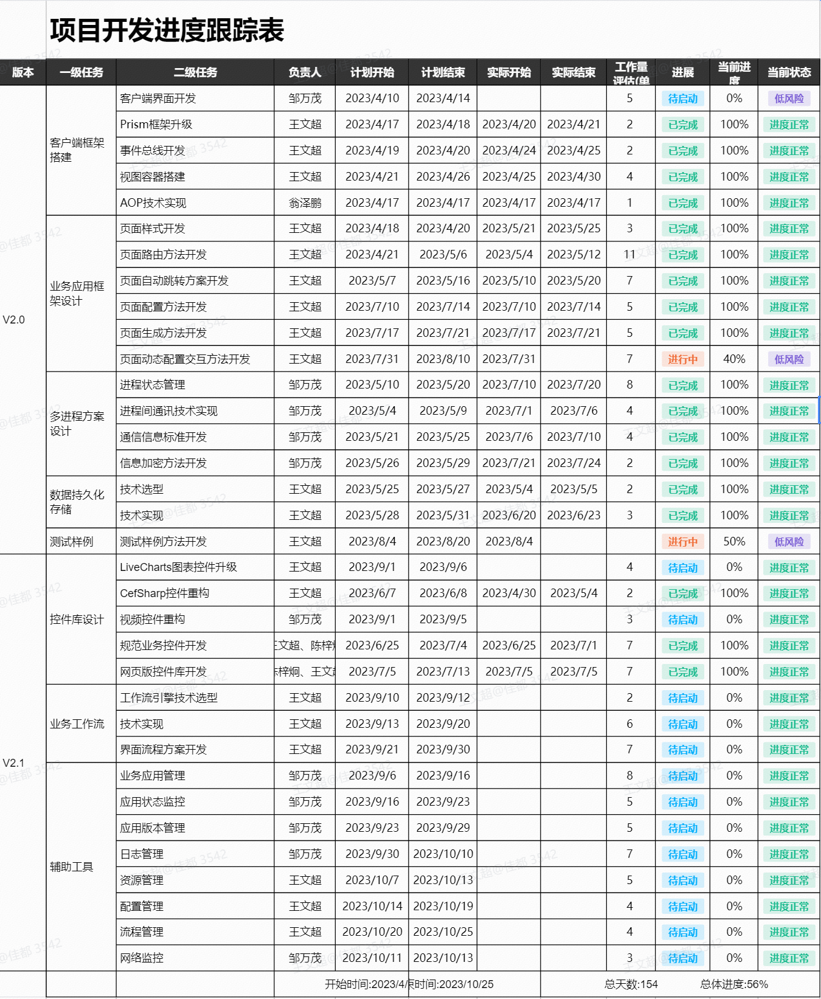 项目开发进度跟踪表
版本 一级任务 二级任务 负责人 计划开始 计划结束 实际开始 实际结束 工作量评估(单 进展 当前进度 当前状态
V2.0 客户端框架搭建 客户端界面开发 邹万茂 2023/4/10 2023/4/14 5 待启动 0% 低风险
Prism框架升级 王文超 2023/4/17 2023/4/18 2023/4/20 2023/4/21 2 已完成 100% 进度正常
事件总线开发 王文超 2023/4/19 2023/4/20 2023/4/24 2023/4/25 2 已完成 100% 进度正常
视图容器搭建 王文超 2023/4/21 2023/4/26 2023/4/25 2023/4/30 4 已完成 100% 进度正常
AOP技术实现 翁泽鹏 2023/4/17 2023/4/17 2023/4/17 2023/4/17 1 已完成 100% 进度正常
业务应用框架设计 页面样式开发 王文超 2023/4/18 2023/4/20 2023/5/21 2023/5/25 3 已完成 100% 进度正常
页面路由方法开发 王文超 2023/4/21 2023/5/6 2023/5/4 2023/5/12 11 已完成 100% 进度正常
页面自动跳转方案开发 王文超 2023/5/7 2023/5/16 2023/5/10 2023/5/20 7 已完成 100% 进度正常
页面配置方法开发 王文超 2023/7/10 2023/7/14 2023/7/10 2023/7/14 5 已完成 100% 进度正常
页面生成方法开发 王文超 2023/7/17 2023/7/21 2023/7/17 2023/7/21 5 已完成 100% 进度正常
页面动态配置交互方法开发 王文超 2023/7/31 2023/8/10 2023/7/31 7 进行中 40% 低风险
多进程方案设计 进程状态管理 邹万茂 2023/5/10 2023/5/20 2023/7/10 2023/7/20 8 已完成 100% 进度正常
进程间通讯技术实现 邹万茂 2023/5/4 2023/5/9 2023/7/1 2023/7/6 4 已完成 100% 进度正常
通信信息标准开发 邹万茂 2023/5/21 2023/5/25 2023/7/6 2023/7/10 4 已完成 100% 进度正常
信息加密方法开发 邹万茂 2023/5/26 2023/5/29 2023/7/21 2023/7/24 2 已完成 100% 进度正常
数据持久化存储 技术选型 王文超 2023/5/25 2023/5/27 2023/5/4 2023/5/5 2 已完成 100% 进度正常
技术实现 王文超 2023/5/28 2023/5/31 2023/6/20 2023/6/23 3 已完成 100% 进度正常
测试样例 测试样例方法开发 王文超 2023/8/4 2023/8/20 2023/8/4 进行中 50% 低风险
V2.1 控件库设计 LiveCharts图表控件升级 王文超 2023/9/1 2023/9/6 4 待启动 0% 进度正常
CefSharp控件重构 王文超 2023/6/7 2023/6/8 2023/4/30 2023/5/4 2 已完成 100% 进度正常
视频控件重构 邹万茂 2023/9/1 2023/9/5 3 待启动 0% 进度正常
规范业务控件开发 王文超、陈梓炯 2023/6/25 2023/7/4 2023/6/25 2023/7/1 7 已完成 100% 进度正常
网页版控件库开发 陈梓炯、王文超 2023/7/5 2023/7/13 2023/7/5 2023/7/5 7 已完成 100% 进度正常
业务工作流 工作流引擎技术选型 王文超 2023/9/10 2023/9/12 2 待启动 0% 进度正常
技术实现 王文超 2023/9/13 2023/9/20 6 待启动 0% 进度正常
界面流程方案开发 王文超 2023/9/21 2023/9/30 7 待启动 0% 进度正常
辅助工具 业务应用管理 邹万茂 2023/9/6 2023/9/16 8 待启动 0% 进度正常
应用状态监控 邹万茂 2023/9/16 2023/9/23 5 待启动 0% 进度正常
应用版本管理 邹万茂 2023/9/23 2023/9/29 5 待启动 0% 进度正常
日志管理 邹万茂 2023/9/30 2023/10/10 7 待启动 0% 进度正常
资源管理 王文超 2023/10/7 2023/10/13 5 待启动 0% 进度正常
配置管理 王文超 2023/10/14 2023/10/19 4 待启动 0% 进度正常
流程管理 王文超 2023/10/20 2023/10/25 4 待启动 0% 进度正常
网络监控 邹万茂 2023/10/11 2023/10/13 3 待启动 0% 进度正常
开始时间:2023/4/ 时间:2023/10/25 总天数:154 总体进度:56%
王文超@佳都 3542